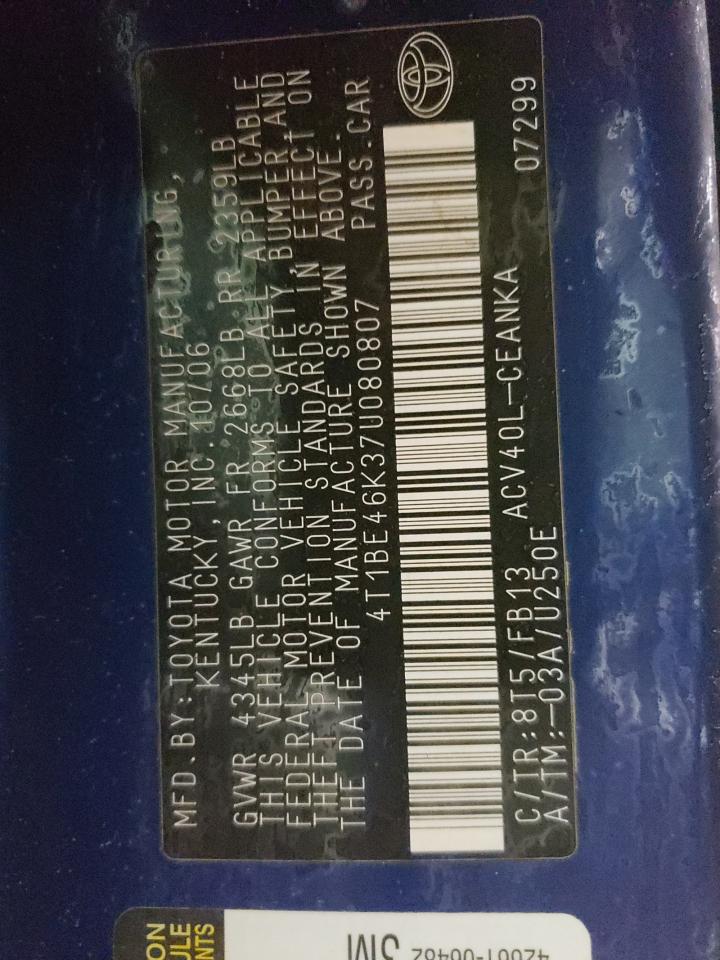 MFD.BY:TOYOTA MOTOR MANUFACTURING,
KENTUCKY,INC.10/06
GVWR 4345LB GAWR FR 2668LB RR 2359LB
THIS VEHICLE CONFORMS TO ALL APPLICABLE
FEDERAL MOTOR VEHICLE SAFETY,BUMPER,AND
THEFT PREVENTION STANDARDS IN EFFECT ON
THE DATE OF MANUFACTURE SHOWN ABOVE.
4T1BE46K37U080807 PASS.CAR
C/TR:8T5/FB13 ACV40L-CEANKA 07299
A/TM:-03A/U250E